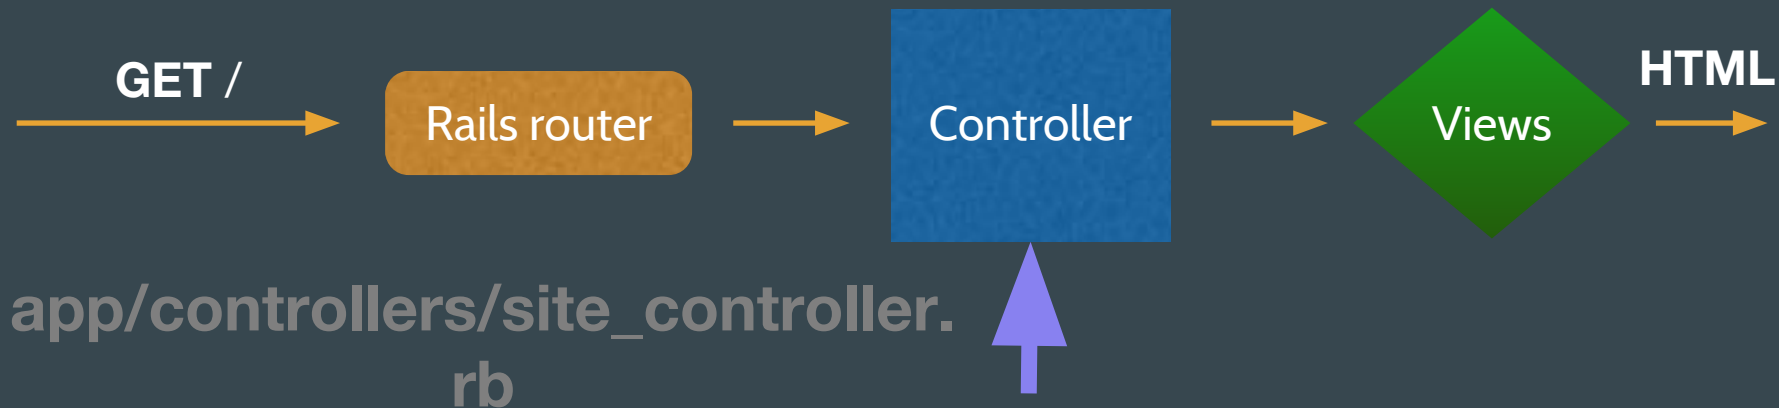 GET /
Rails router
Controller
Views
HTML
app/controllers/site_controller.
rb